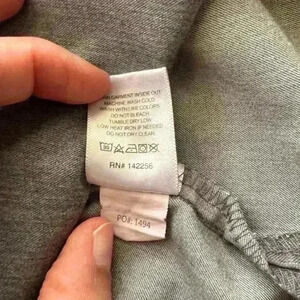 GARMENT INSIDE OUT
MACHINE WASH COLD
WASH WITH LIKE COLORS
DO NOT BLEACH
TUMBLE DRY LOW
LOW HEAT IRON IF NEEDED
DO NOT DRY CLEAN
RN# 142256
PO#: 1494